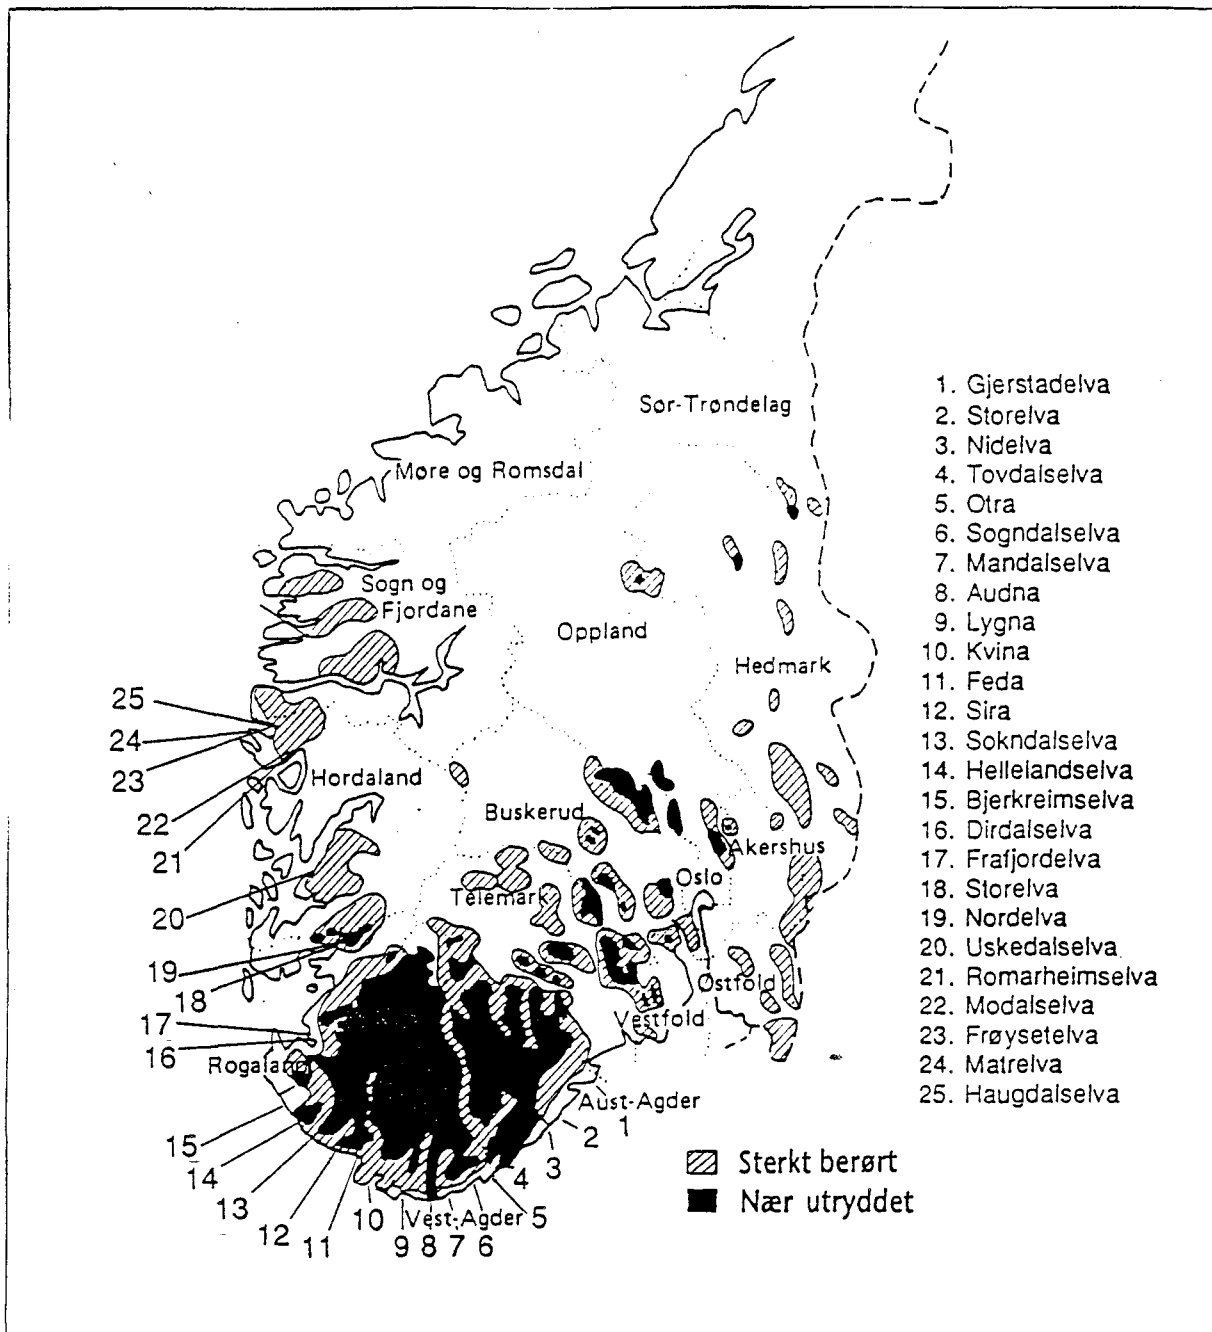 Sør-Trøndelag
Møre og Romsdal
Sogn og
Fjordane
Oppland
Hedmark
Hordaland
Buskerud
Akershus
Oslo
Telemark
Østfold
Vestfold
Aust-Agder
Vest-Agder
25
24
23
22
21
20
19
18
17
16
15
14
13
12
11
10
9
8
7
6
5
4
3
2
1
1. Gjerstadelva
2. Storelva
3. Nidelva
4. Tovdalselva
5. Otra
6. Sogndalselva
7. Mandalselva
8. Audna
9. Lygna
10. Kvina
11. Feda
12. Sira
13. Sokndalselva
14. Hellelandselva
15. Bjerkreimselva
16. Dirdalselva
17. Frafjordelva
18. Storelva
19. Nordelva
20. Uskedalselva
21. Romarheimselva
22. Modalselva
23. Frøysetelva
24. Matrelva
25. Haugdalselva
Sterkt berørt
Nær utryddet